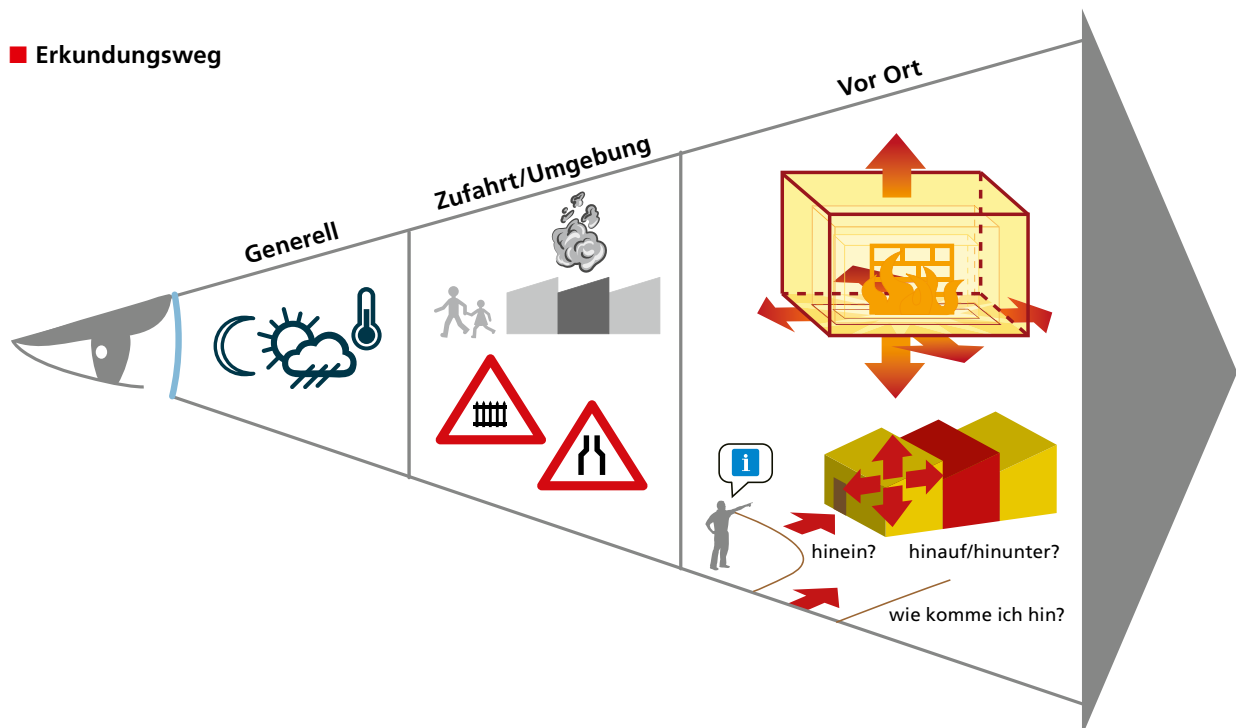 Erkundungsweg
Generell
Zufahrt/Umgebung
Vor Ort
i
hinein?
hinauf/hinunter?
wie komme ich hin?